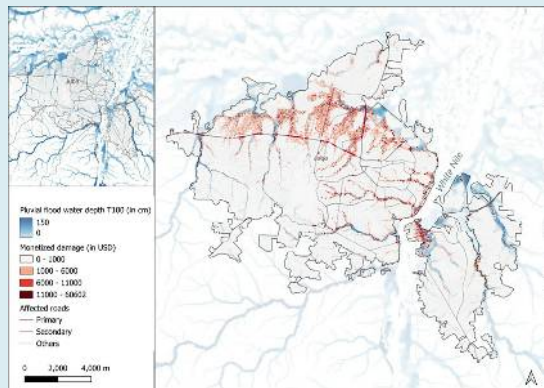 Pluvial flood water depth T100 (in cm)
150
0
Monetized damage (in USD)
0 - 1000
1000 - 6000
6000 - 11000
11000 - 60602
Affected roads
Primary
Secondary
Others
0 2,000 4,000 m
White Nile